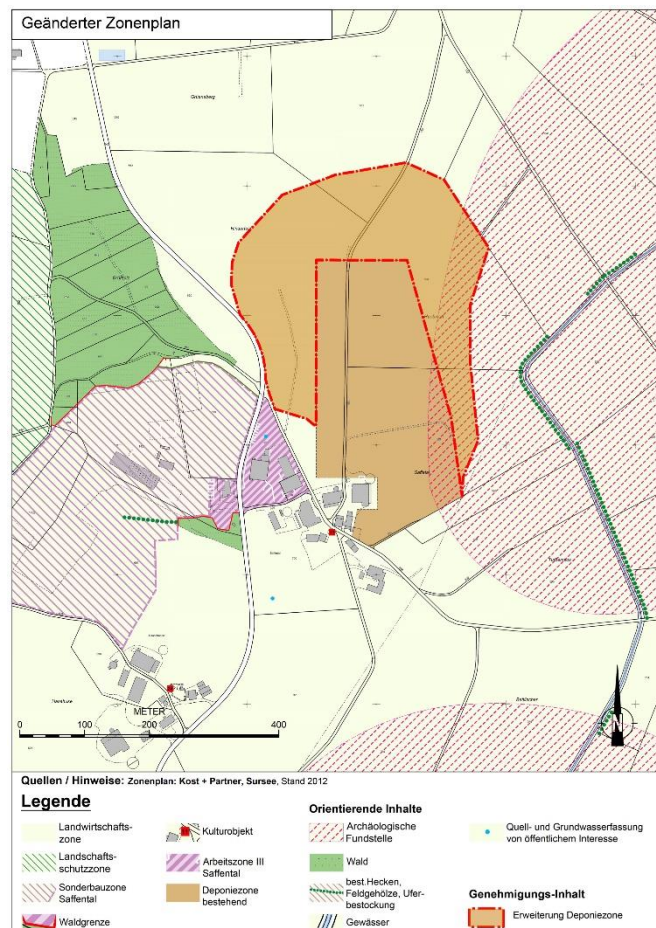 Geänderter Zonenplan
METER
0 100 200 400
Quellen / Hinweise: Zonenplan: Kost + Partner, Sursee, Stand 2012
Legende
Landwirtschafts-
zone
Landschafts-
schutzzone
Sonderbauzone
Saffental
Waldgrenze
Kulturobjekt
Arbeitszone III
Saffental
Deponiezone
bestehend
Orientierende Inhalte
Archäologische
Fundstelle
Wald
best.Hecken,
Feldgehölze, Ufer-
bestockung
Gewässer
Quell- und Grundwasserfassung
von öffentlichem Interesse
Genehmigungs-Inhalt
Erweiterung Deponiezone